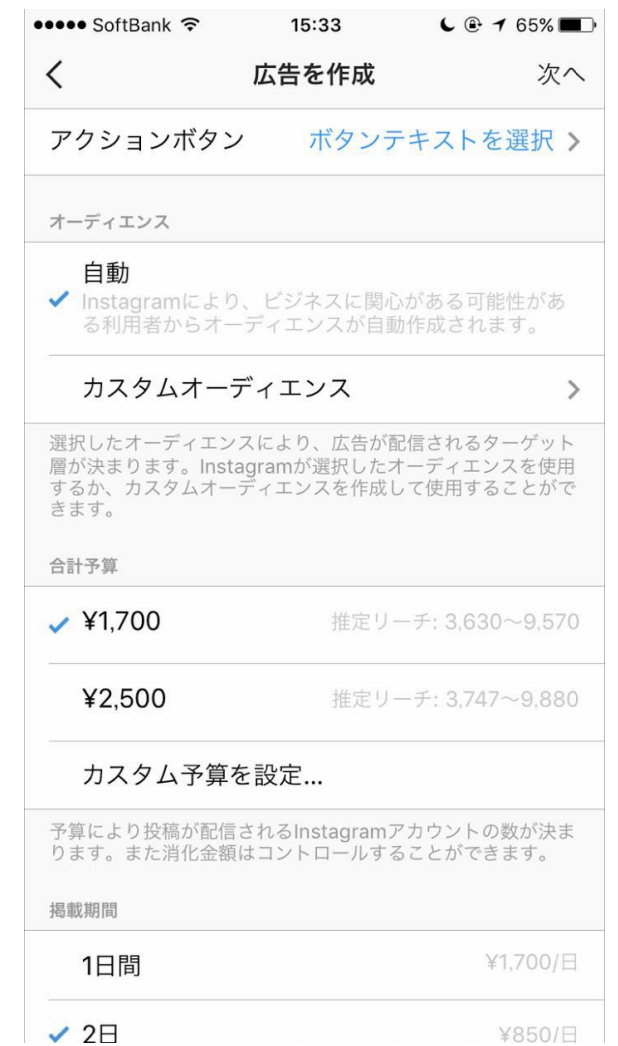 SoftBank 15:33 65%
広告を作成 次へ
アクションボタン ボタンテキストを選択
オーディエンス
自動
Instagramにより、ビジネスに関心がある可能性があ
る利用者からオーディエンスが自動作成されます。
カスタムオーディエンス
選択したオーディエンスにより、広告が配信されるターゲット
層が決まります。Instagramが選択したオーディエンスを使用
するか、カスタムオーディエンスを作成して使用することがで
きます。
合計予算
¥1,700 推定リーチ: 3,630〜9,570
¥2,500 推定リーチ: 3,747〜9,880
カスタム予算を設定...
予算により投稿が配信されるInstagramアカウントの数が決ま
ります。また消化金額はコントロールすることができます。
掲載期間
1日間 ¥1,700/日
2日 ¥850/日